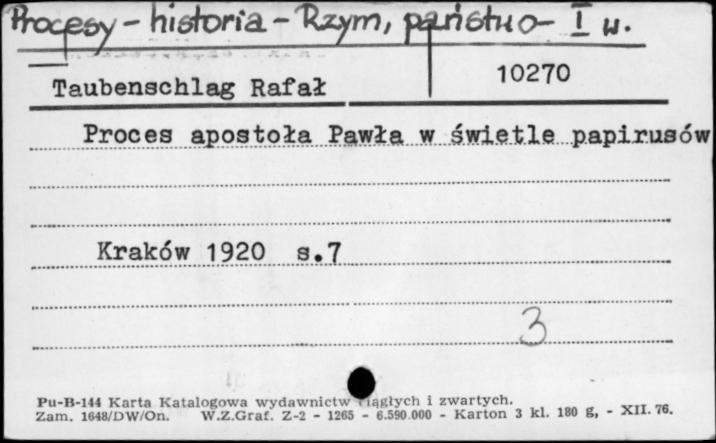 Procesy - historia - Rzym, państwo - I w.
Taubenschlag Rafał
10270
Proces apostoła Pawła w świetle papirusów
Kraków 1920 s.7
3
Pu-B-144 Karta Katalogowa wydawnictw ciągłych i zwartych.
Zam. 1648/DW/On. W.Z.Graf. Z-2 - 1265 - 6.590.000 - Karton 3 kl. 180 g, - XII. 76.